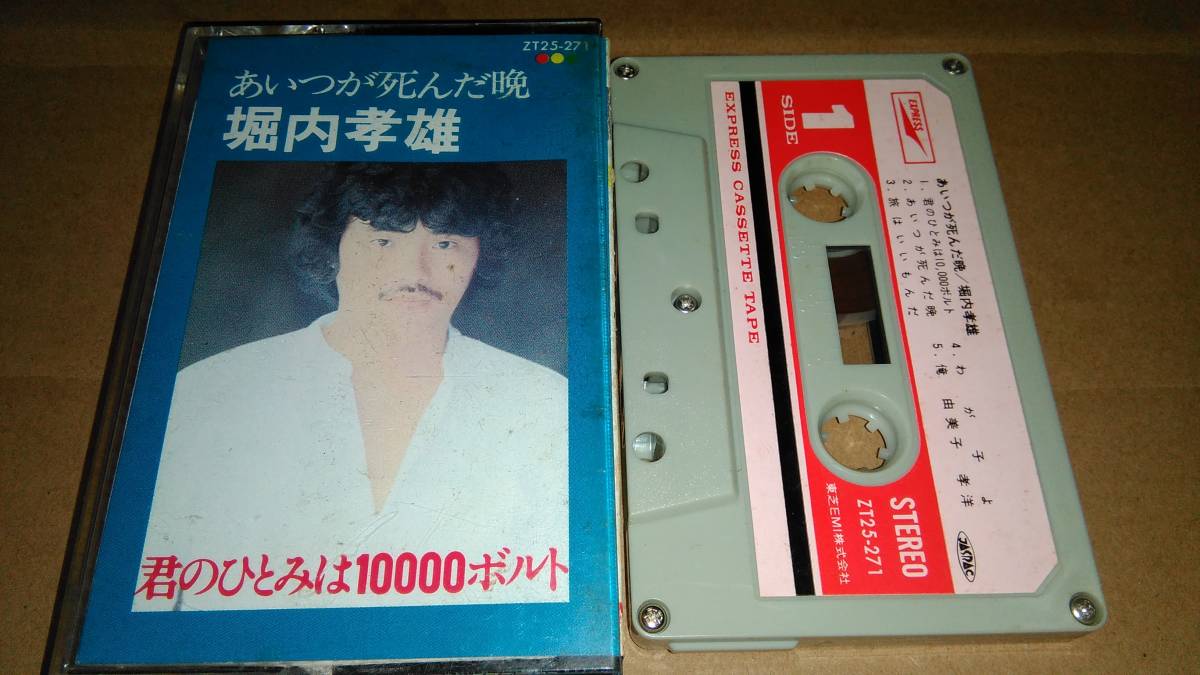 ZT25-271
あいつが死んだ晩
堀内孝雄
君のひとみは10000ボルト
EXPRESS
SIDE 1
EXPRESS CASSETTE TAPE
あいつが死んだ晩/堀内孝雄
1. 君のひとみは10,000ボルト
2. あいつが死んだ晩
3. 旅はいいもんだ
4. わが子よ
5. 俺 由美子 孝洋
JASRAC
STEREO
ZT25-271
東芝EMI株式会社